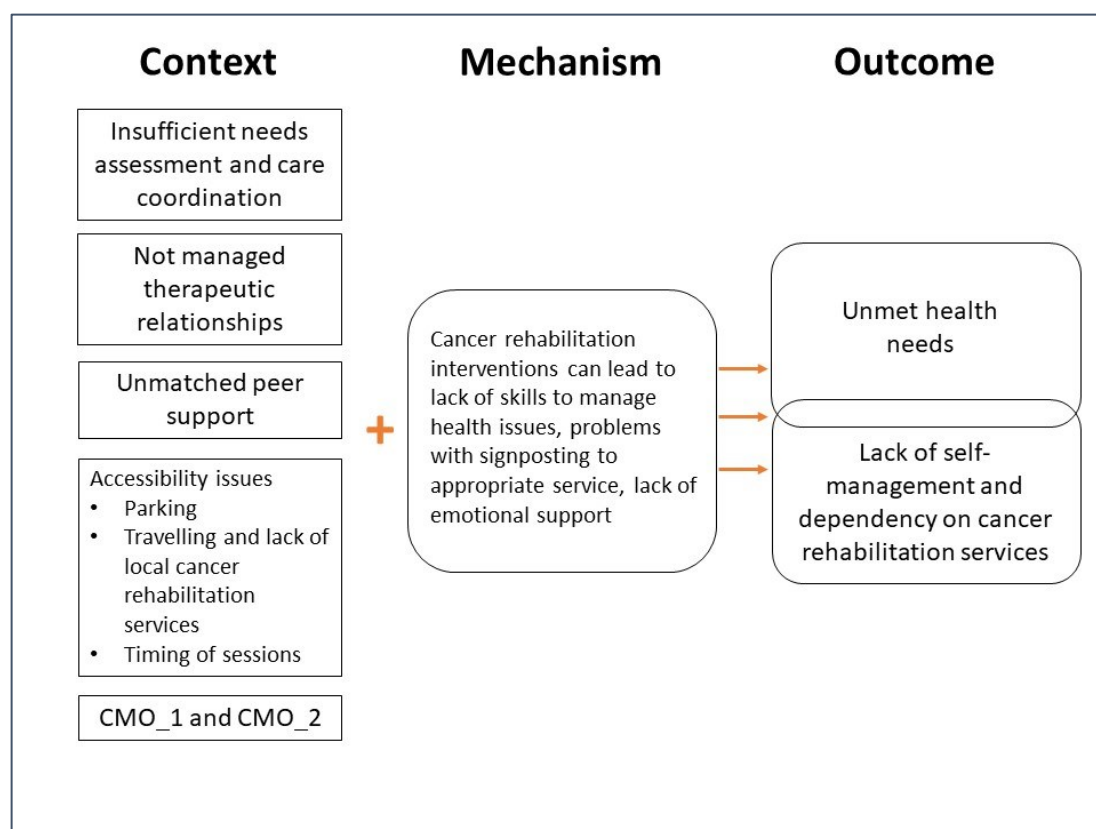 Context
Mechanism
Outcome
Insufficient needs
assessment and care
coordination
Not managed
therapeutic
relationships
Unmatched peer
support
Accessibility issues
• Parking
• Travelling and lack of
local cancer
rehabilitation
services
• Timing of sessions
CMO_1 and CMO_2
+
Cancer rehabilitation
interventions can lead to
lack of skills to manage
health issues, problems
with signposting to
appropriate service, lack of
emotional support
Unmet health
needs
Lack of self-
management and
dependency on cancer
rehabilitation services